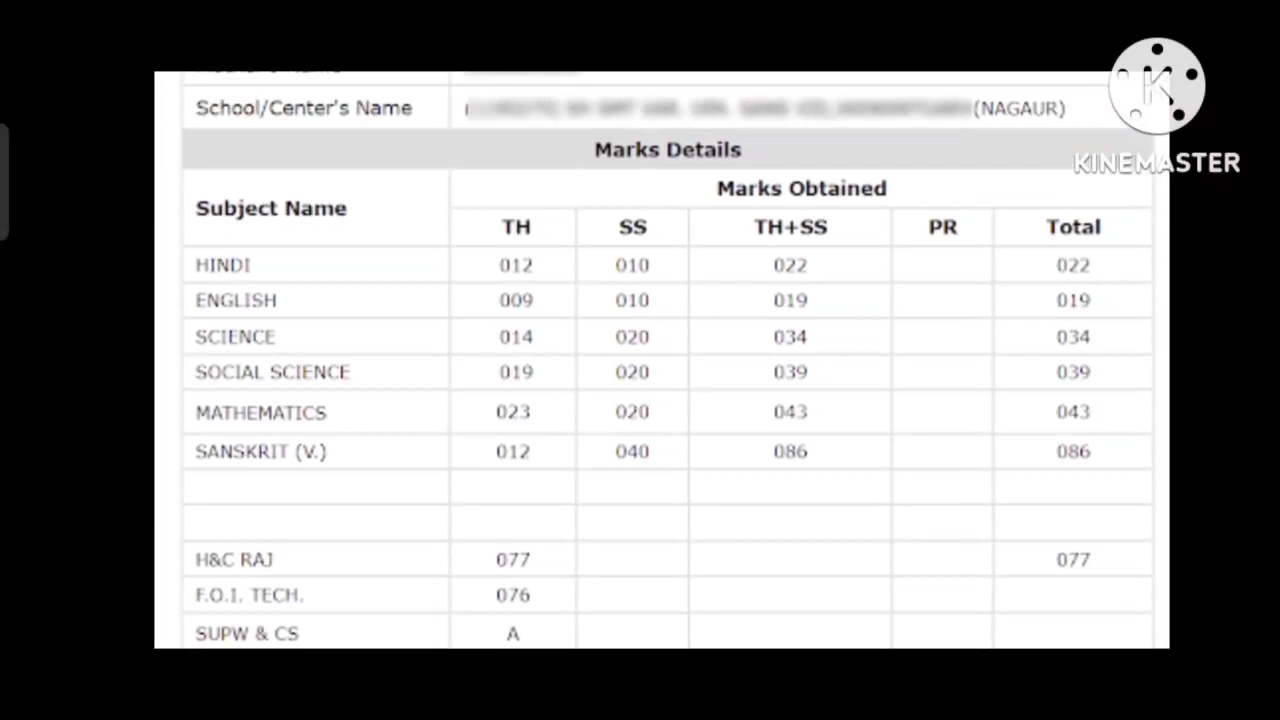 School/Center's Name (NAGAUR)
Marks Details
Subject Name Marks Obtained
TH SS TH+SS PR Total
HINDI 012 010 022 022
ENGLISH 009 010 019 019
SCIENCE 014 020 034 034
SOCIAL SCIENCE 019 020 039 039
MATHEMATICS 023 020 043 043
SANSKRIT (V.) 012 040 086 086
H&C RAJ 077 077
F.O.I. TECH. 076
SUPW & CS A
K
KINEMASTER